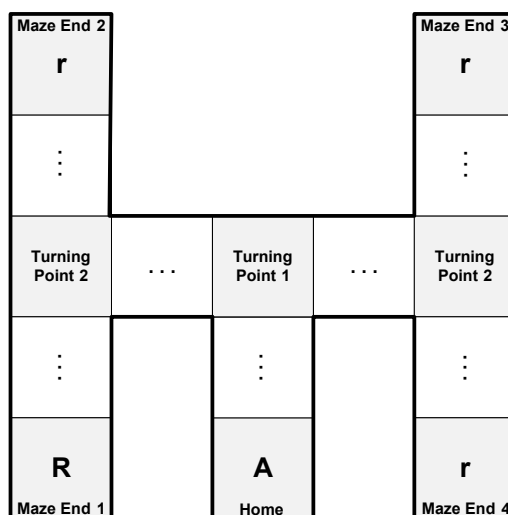 Maze End 2
Maze End 3
r
r
⋮
⋮
Turning
Point 2
. . .
Turning
Point 1
. . .
Turning
Point 2
⋮
⋮
⋮
R
A
r
Maze End 1
Home
Maze End 4